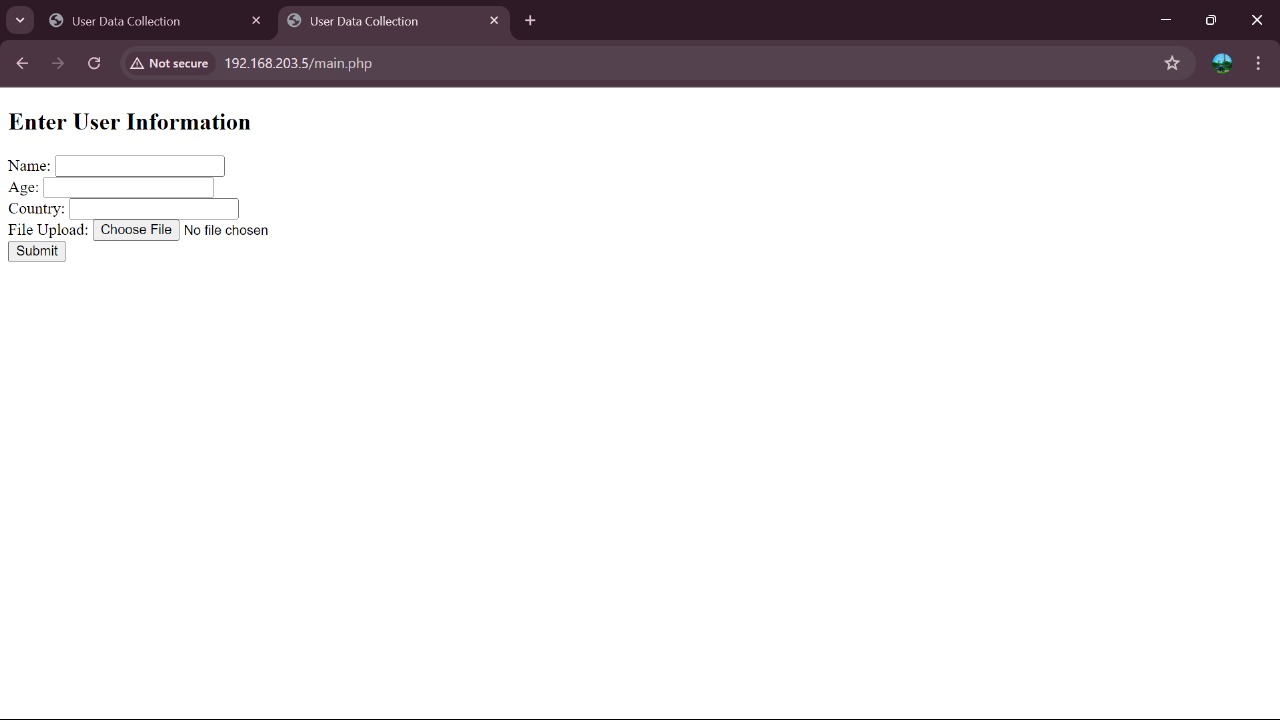 User Data Collection
User Data Collection
Not secure 192.168.203.5/main.php
Enter User Information
Name:
Age:
Country:
File Upload: Choose File No file chosen
Submit